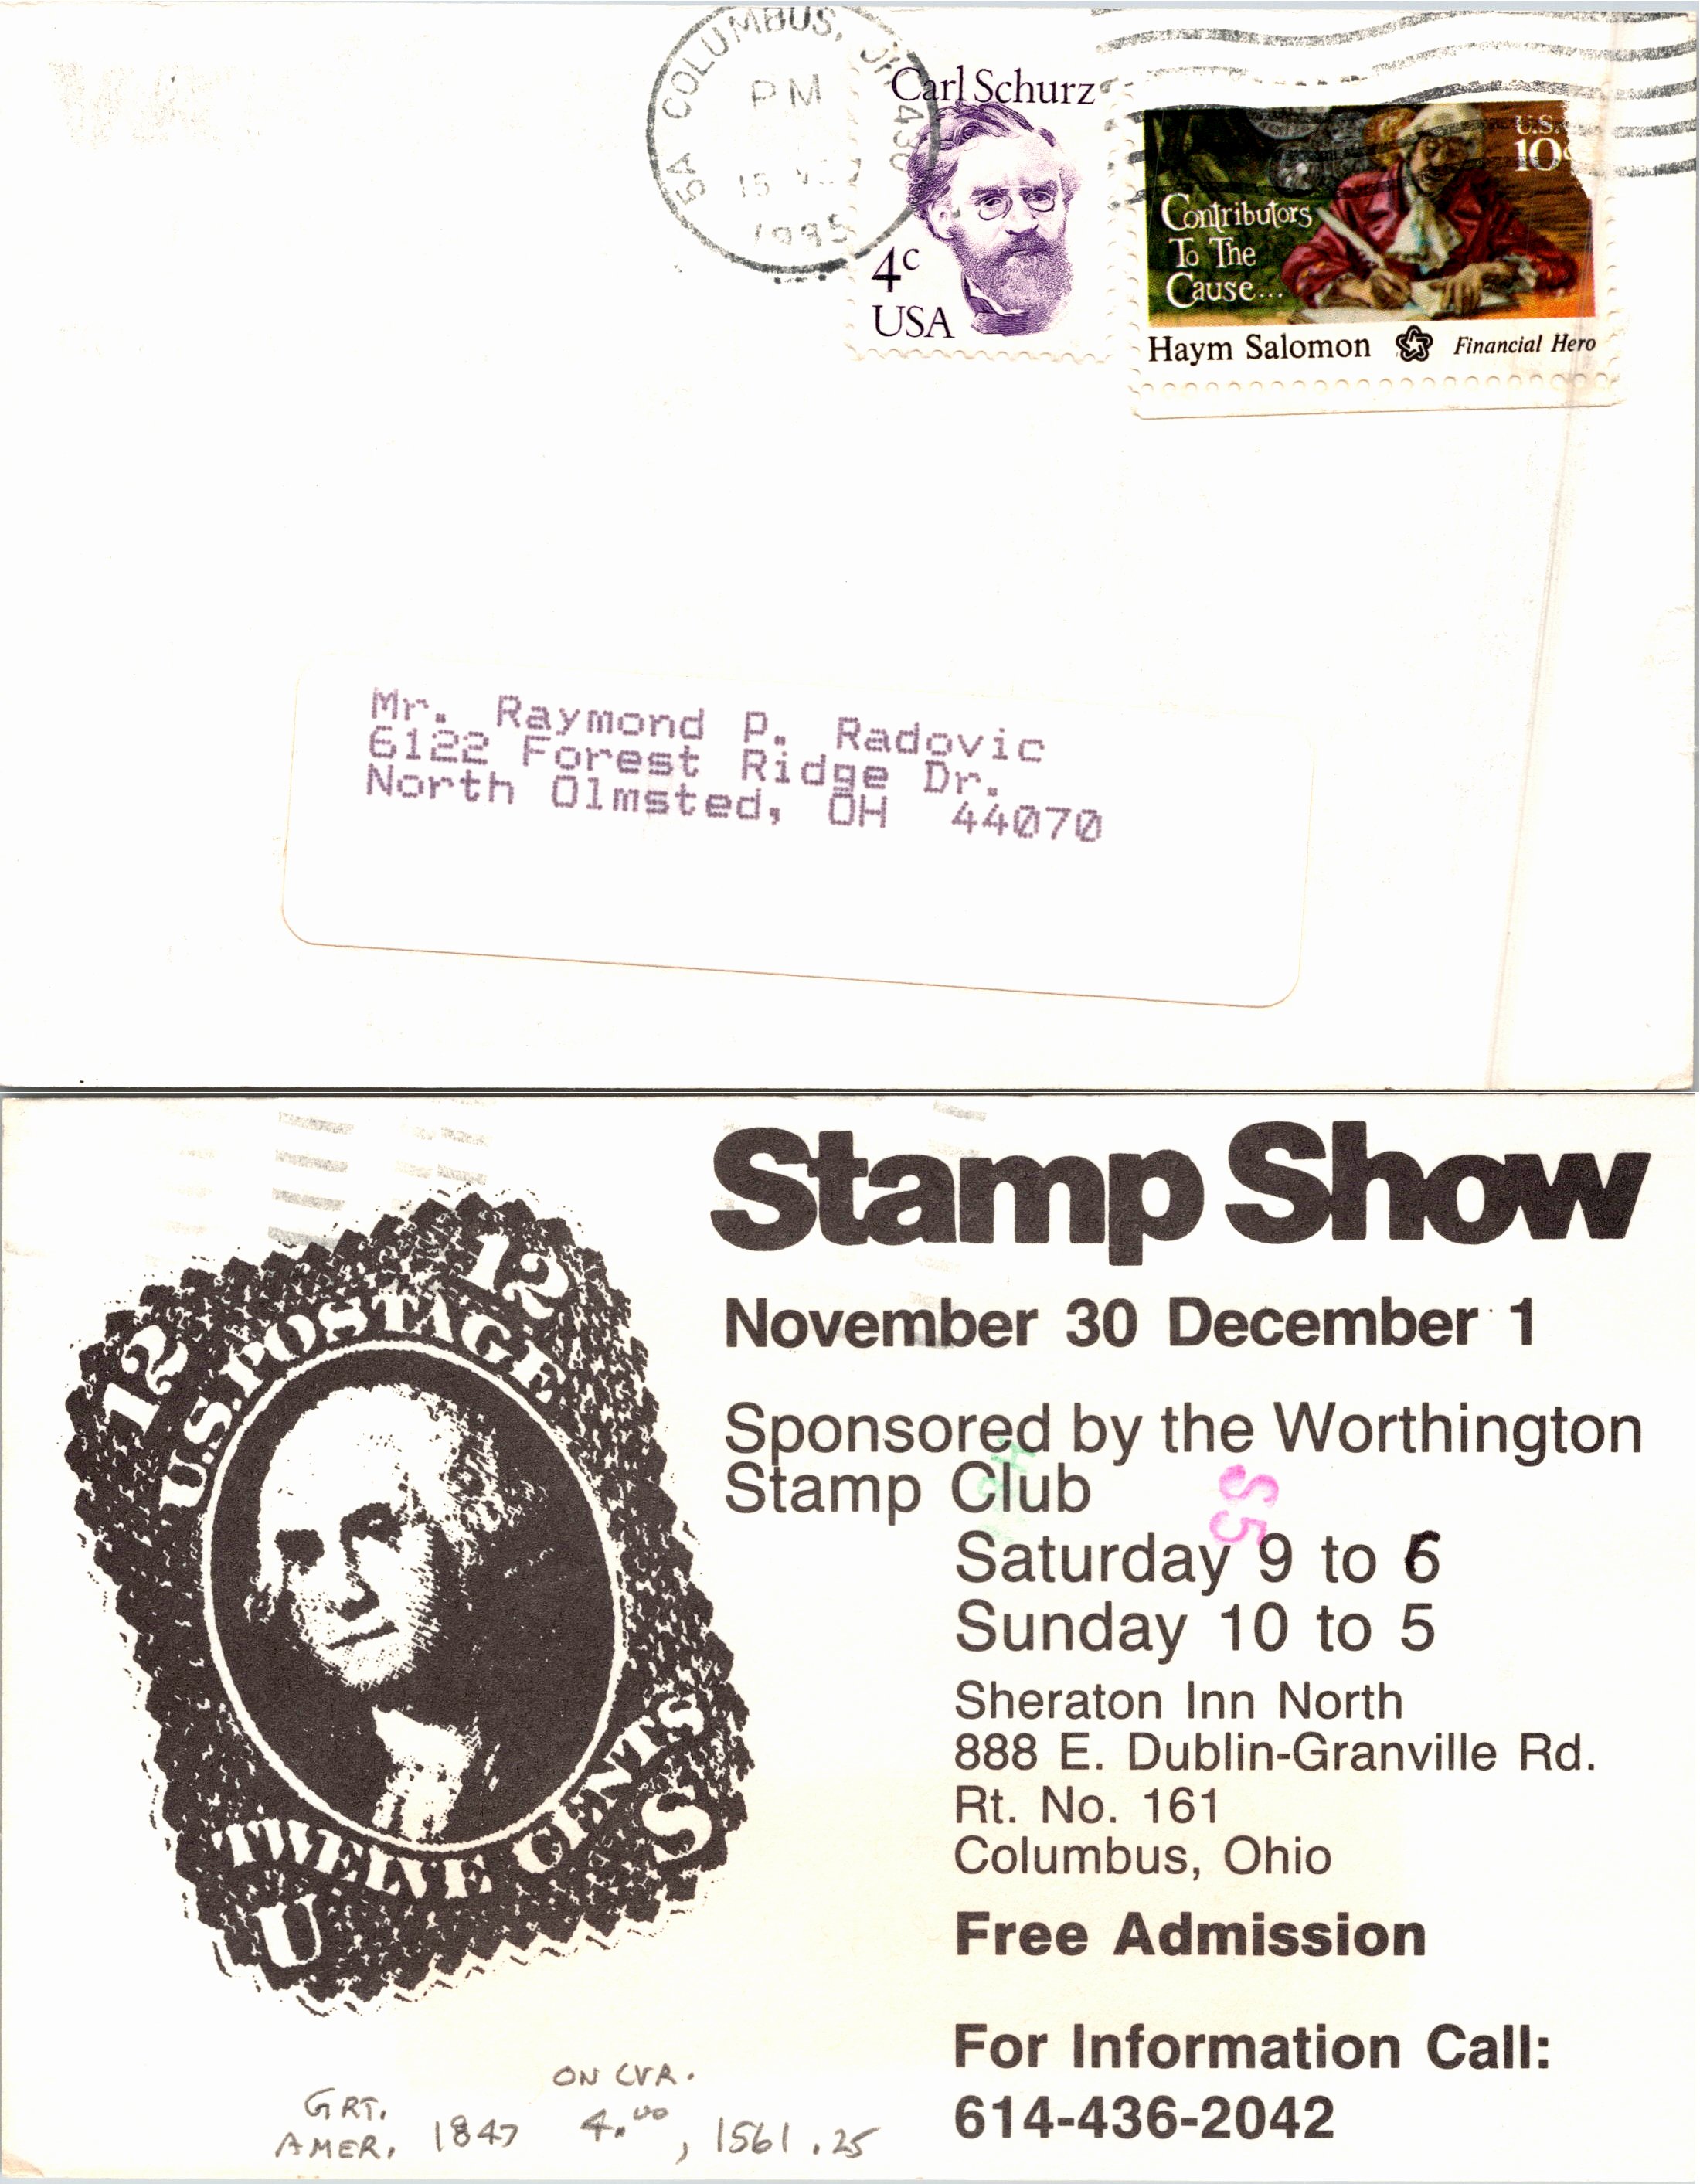 COLUMBUS, OH
PM
15
1985
Carl Schurz
4c
USA
U.S.
10c
Contributors
To The
Cause...
Haym Salomon Financial Hero
Mr. Raymond P. Radovic
6122 Forest Ridge Dr.
North Olmsted, OH 44070
Stamp Show
November 30 December 1
Sponsored by the Worthington
Stamp Club
$5
Saturday 9 to 6
Sunday 10 to 5
Sheraton Inn North
888 E. Dublin-Granville Rd.
Rt. No. 161
Columbus, Ohio
Free Admission
For Information Call:
614-436-2042
12 12
U.S. POSTAGE
TWELVE CENTS
U S
ON CVR.
GRT.
AMER. 1847 4.00, 1561 .25